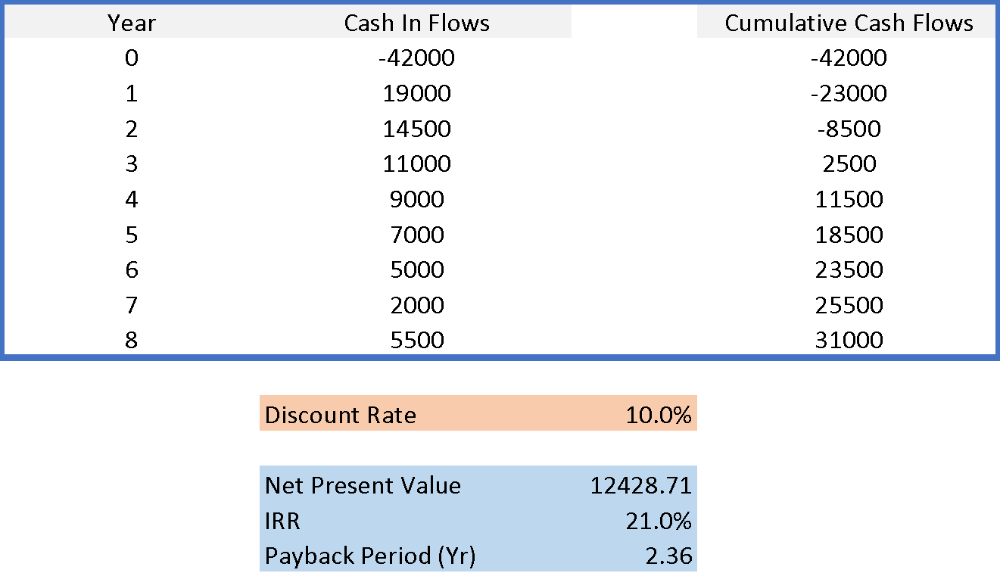 Year Cash In Flows Cumulative Cash Flows
0 -42000 -42000
1 19000 -23000
2 14500 -8500
3 11000 2500
4 9000 11500
5 7000 18500
6 5000 23500
7 2000 25500
8 5500 31000
Discount Rate 10.0%
Net Present Value 12428.71
IRR 21.0%
Payback Period (Yr) 2.36